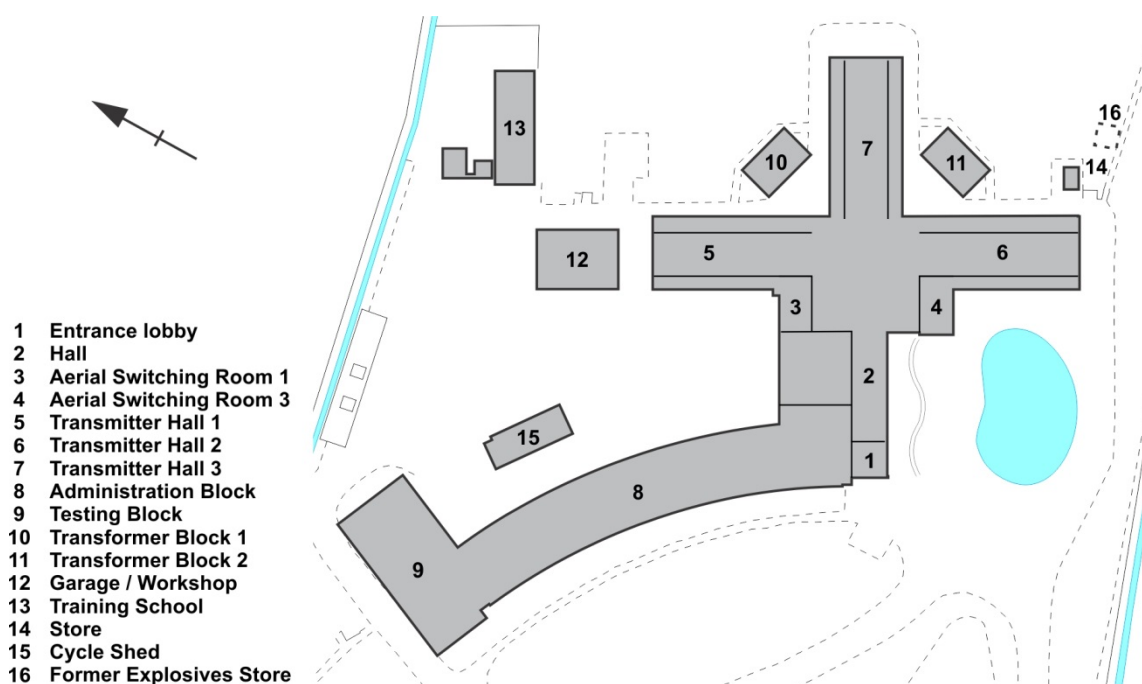 16
13
10
7
11
14
5
6
12
3
4
2
15
1
8
9
1 Entrance lobby
2 Hall
3 Aerial Switching Room 1
4 Aerial Switching Room 3
5 Transmitter Hall 1
6 Transmitter Hall 2
7 Transmitter Hall 3
8 Administration Block
9 Testing Block
10 Transformer Block 1
11 Transformer Block 2
12 Garage / Workshop
13 Training School
14 Store
15 Cycle Shed
16 Former Explosives Store